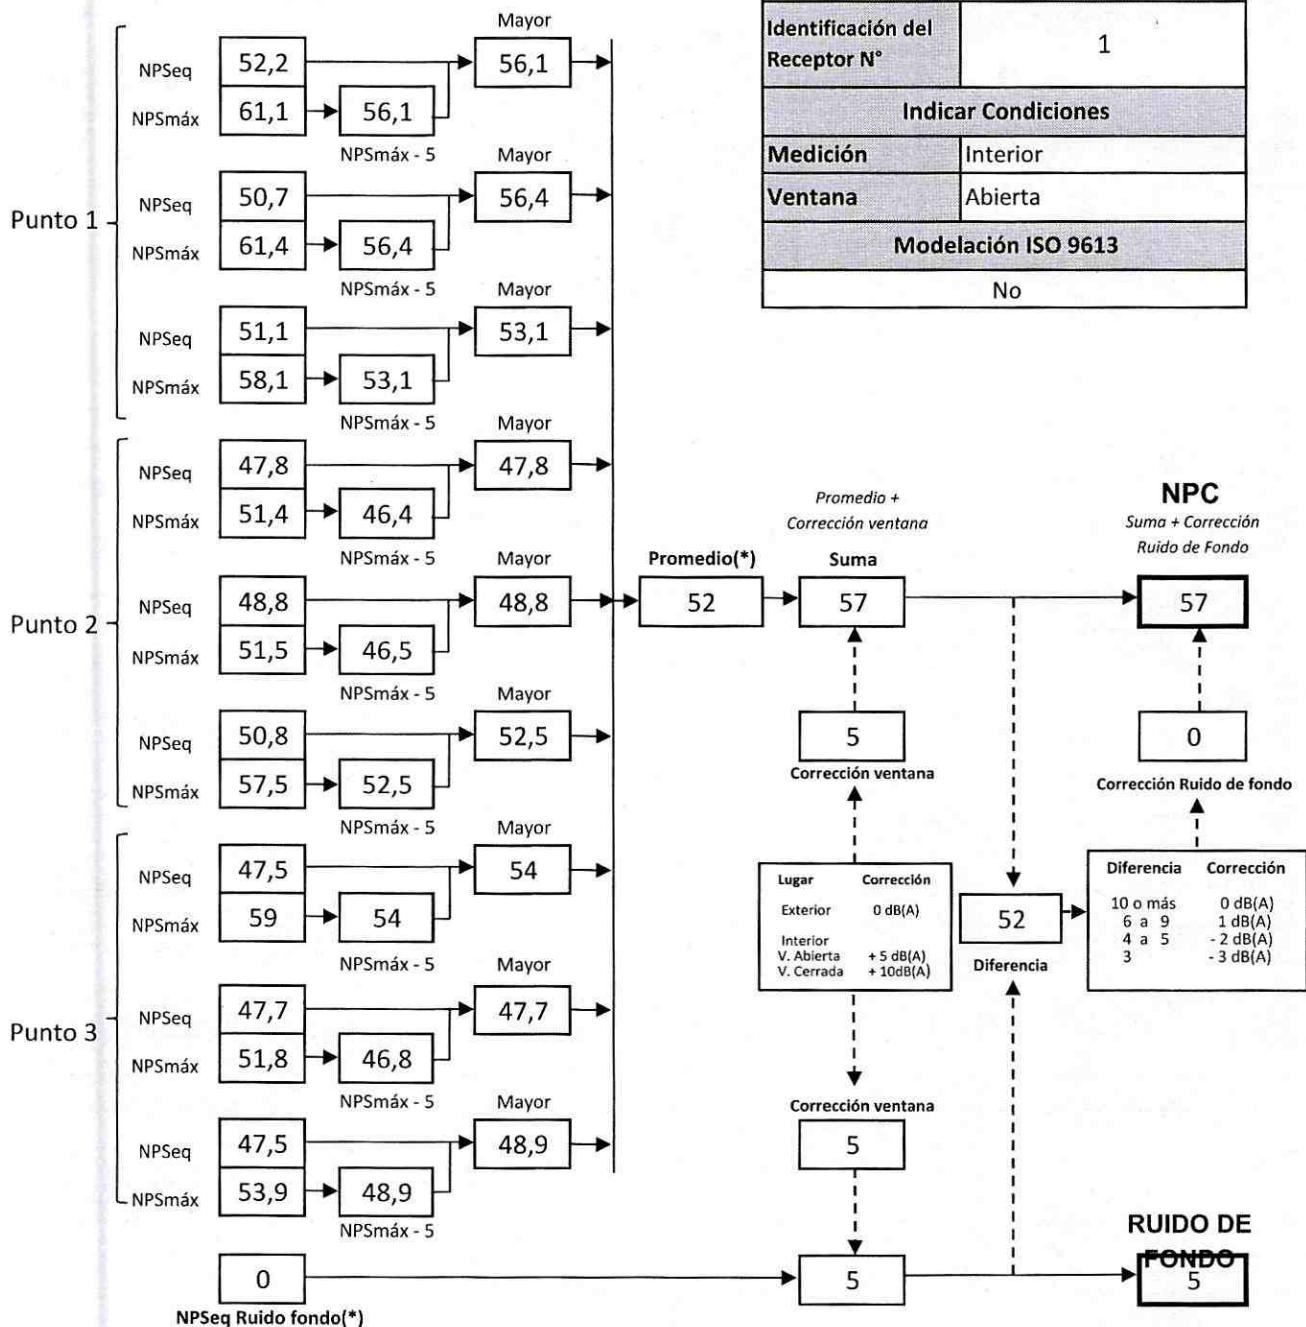 Identificación del Receptor N° 1
Indicar Condiciones
Medición Interior
Ventana Abierta
Modelación ISO 9613
No
Punto 1
Mayor
NPSeq 52,2 56,1
NPSmáx 61,1 56,1
NPSmáx - 5
Mayor
NPSeq 50,7 56,4
NPSmáx 61,4 56,4
NPSmáx - 5
Mayor
NPSeq 51,1 53,1
NPSmáx 58,1 53,1
NPSmáx - 5
Punto 2
Mayor
NPSeq 47,8 47,8
NPSmáx 51,4 46,4
NPSmáx - 5
Mayor
NPSeq 48,8 48,8
NPSmáx 51,5 46,5
NPSmáx - 5
Mayor
NPSeq 50,8 52,5
NPSmáx 57,5 52,5
NPSmáx - 5
Punto 3
Mayor
NPSeq 47,5 54
NPSmáx 59 54
NPSmáx - 5
Mayor
NPSeq 47,7 47,7
NPSmáx 51,8 46,8
NPSmáx - 5
Mayor
NPSeq 47,5 48,9
NPSmáx 53,9 48,9
NPSmáx - 5
0
NPSeq Ruido fondo(*)
Promedio(*)
52
Promedio +
Corrección ventana
Suma
57
5
Corrección ventana
Lugar Corrección
Exterior 0 dB(A)
Interior
V. Abierta + 5 dB(A)
V. Cerrada + 10dB(A)
Corrección ventana
5
5
52
Diferencia
NPC
Suma + Corrección
Ruido de Fondo
57
0
Corrección Ruido de fondo
Diferencia Corrección
10 o más 0 dB(A)
6 a 9 1 dB(A)
4 a 5 - 2 dB(A)
3 - 3 dB(A)
RUIDO DE
FONDO
5